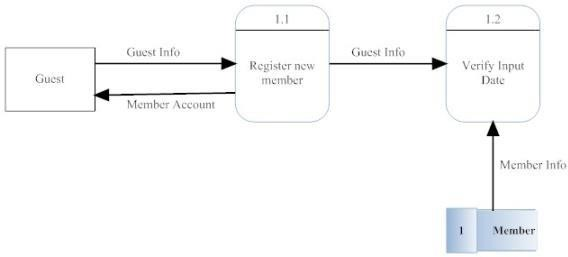 1.1
1.2
Guest Info
Guest Info
Guest
Register new
member
Verify Input
Date
Member Account
Member Info
1 Member